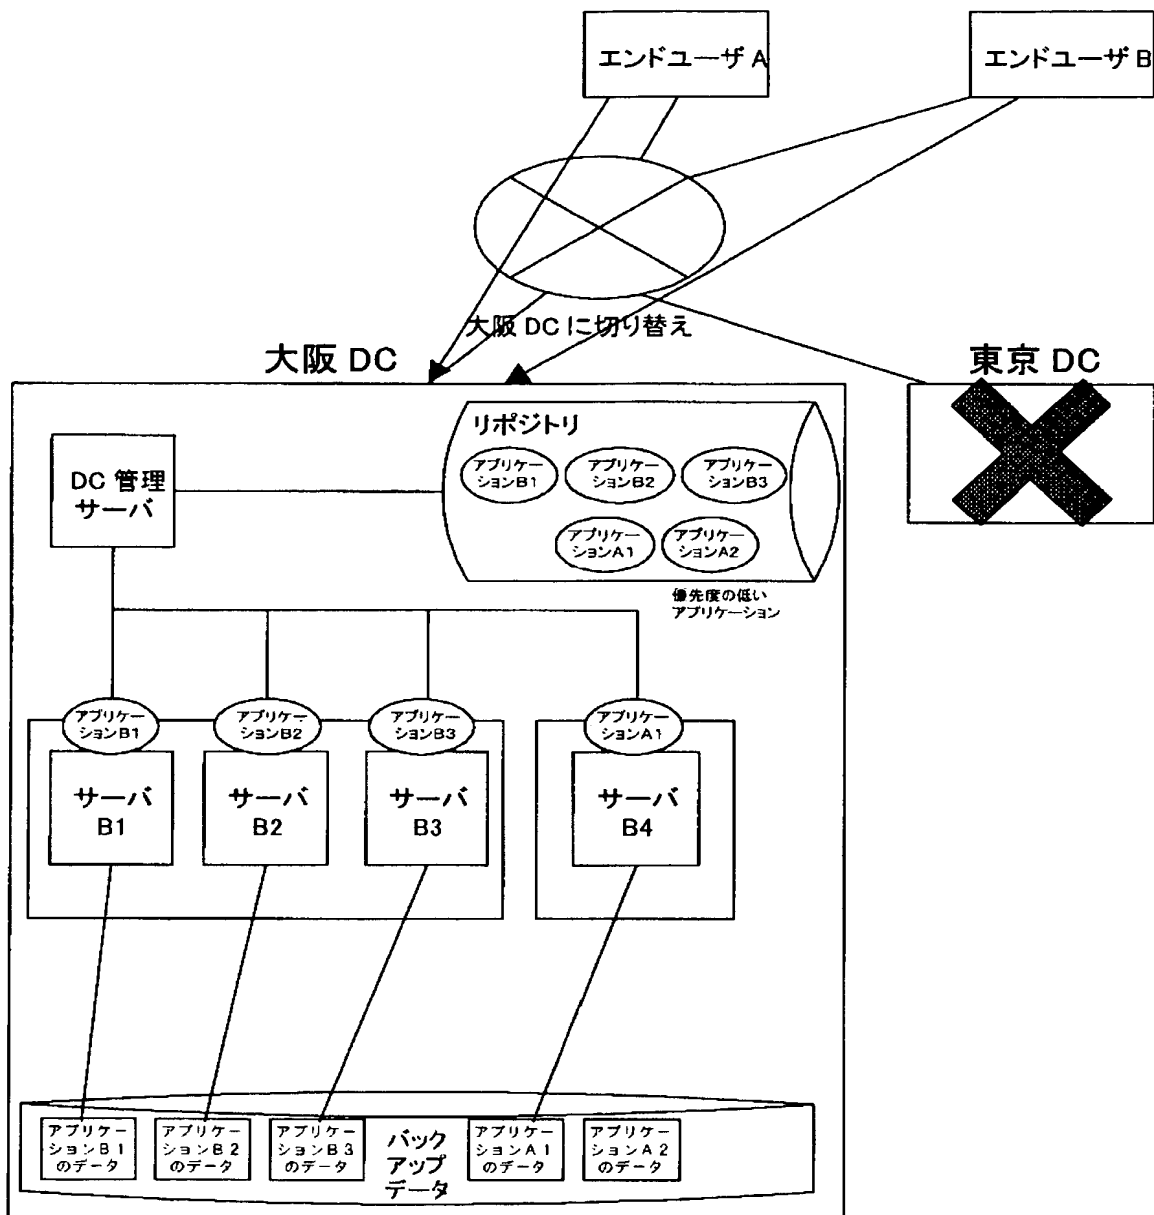 エンドユーザ A
エンドユーザ B
大阪 DC に切り替え
大阪 DC
東京 DC
リポジトリ
DC 管理
サーバ
アプリケー
ションB1
アプリケー
ションB2
アプリケー
ションB3
アプリケー
ションA1
アプリケー
ションA2
優先度の低い
アプリケーション
アプリケー
ションB1
アプリケー
ションB2
アプリケー
ションB3
アプリケー
ションA1
サーバ
B1
サーバ
B2
サーバ
B3
サーバ
B4
アプリケー
ションB1
のデータ
アプリケー
ションB2
のデータ
アプリケー
ションB3
のデータ
バック
アップ
データ
アプリケー
ションA1
のデータ
アプリケー
ションA2
のデータ